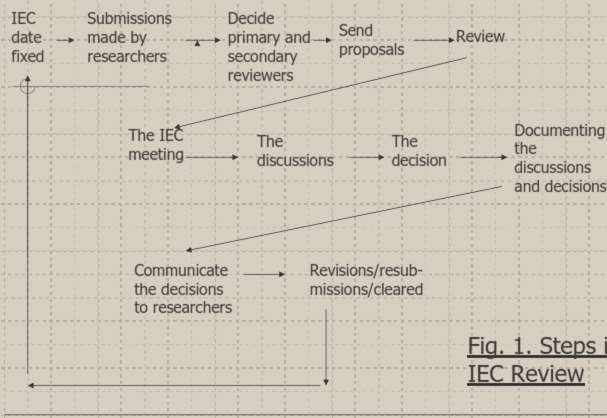 IEC
date
fixed
Submissions
made by
researchers
Decide
primary and
secondary
reviewers
Send
proposals
Review
The IEC
meeting
The
discussions
The
decision
Documenting
the
discussions
and decisions
Communicate
the decisions
to researchers
Revisions/resub-
missions/cleared
Fig. 1. Steps i
IEC Review